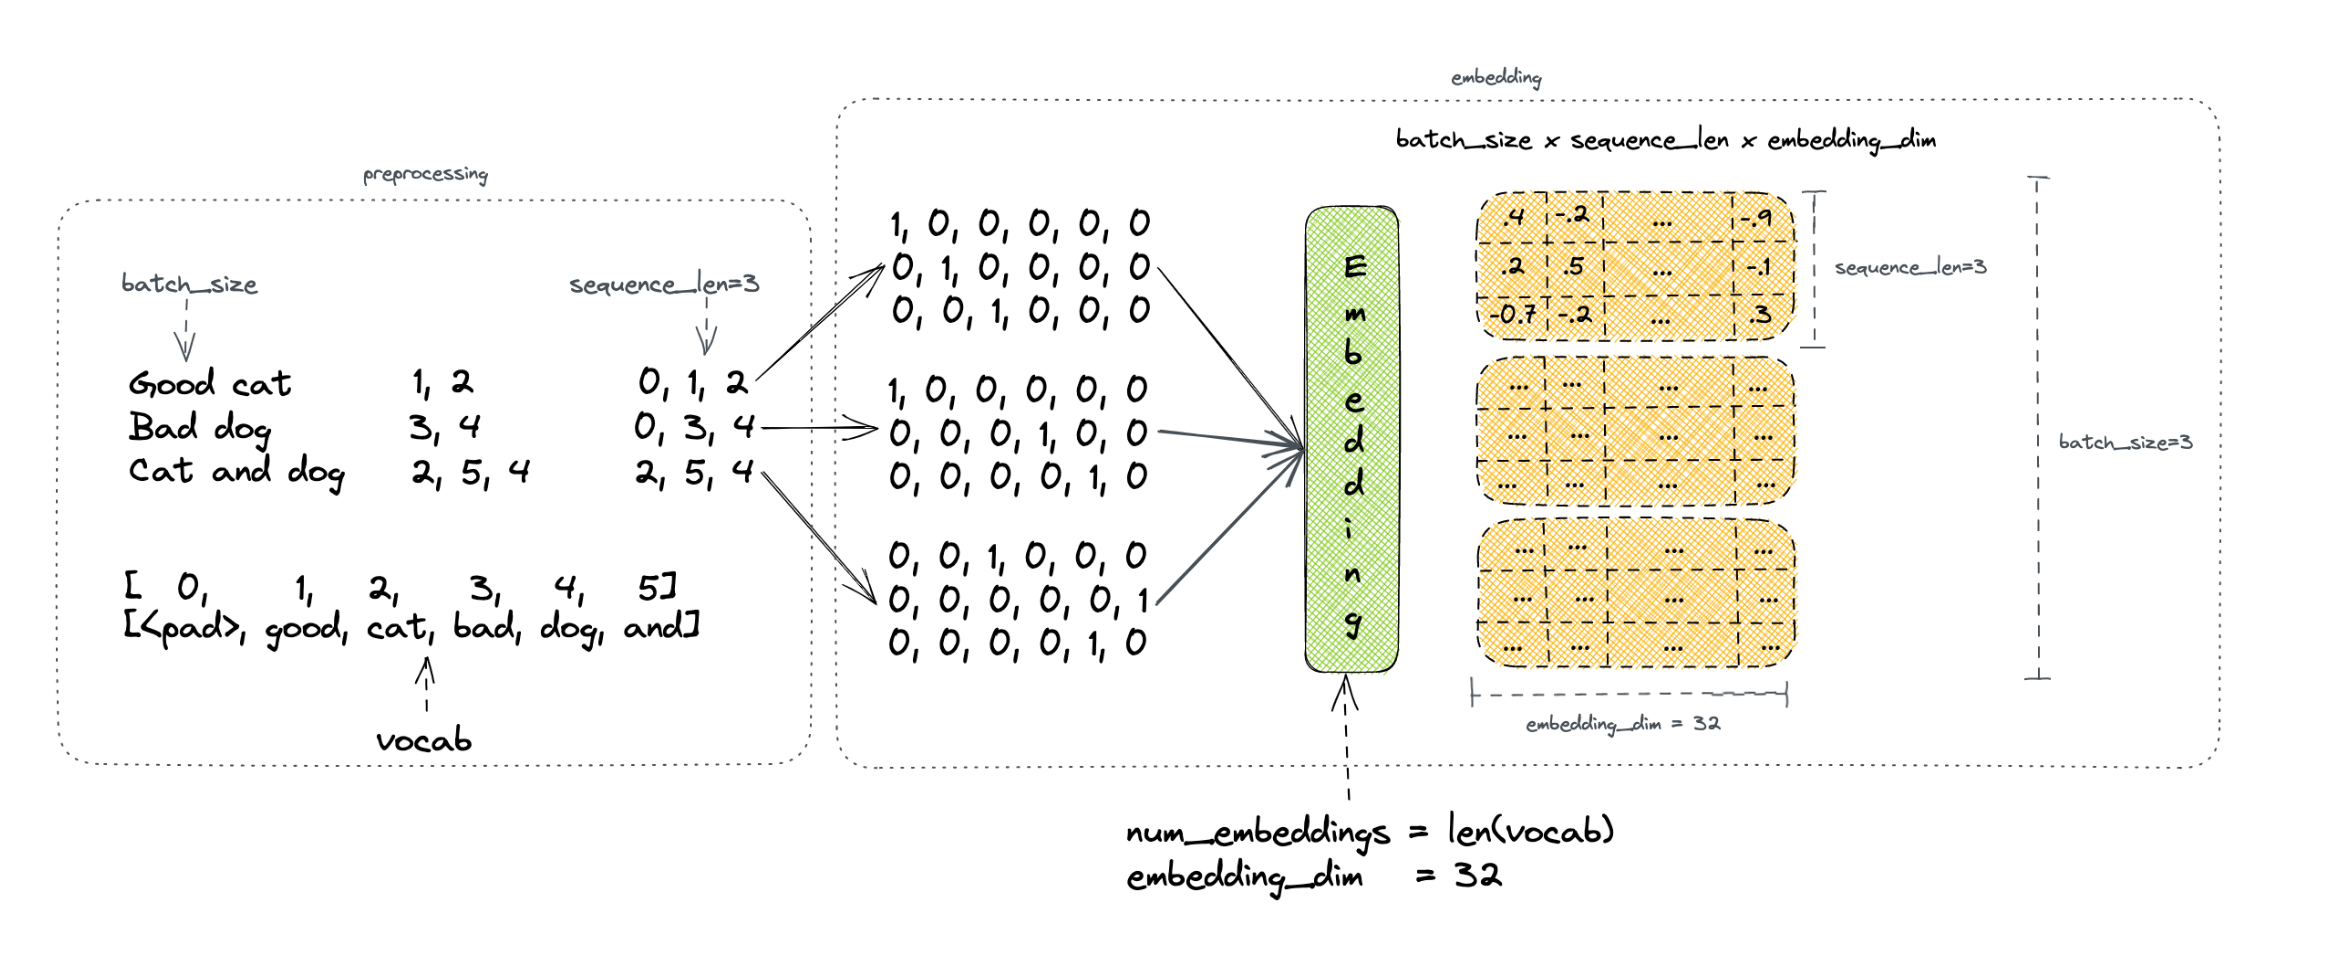 embedding
batch_size x sequence_len x embedding_dim
preprocessing
batch_size
sequence_len=3
Good cat 1, 2 0, 1, 2
Bad dog 3, 4 0, 3, 4
Cat and dog 2, 5, 4 2, 5, 4
[ 0, 1, 2, 3, 4, 5]
[<pad>, good, cat, bad, dog, and]
vocab
1, 0, 0, 0, 0, 0
0, 1, 0, 0, 0, 0
0, 0, 1, 0, 0, 0
1, 0, 0, 0, 0, 0
0, 0, 0, 1, 0, 0
0, 0, 0, 0, 1, 0
0, 0, 1, 0, 0, 0
0, 0, 0, 0, 0, 1
0, 0, 0, 0, 1, 0
Embedding
.4 -.2 ... -.9
.2 .5 ... -.1
-0.7 -.2 ... .3
... ... ... ...
... ... ... ...
... ... ... ...
... ... ... ...
... ... ... ...
... ... ... ...
sequence_len=3
batch_size=3
embedding_dim = 32
num_embeddings = len(vocab)
embedding_dim = 32